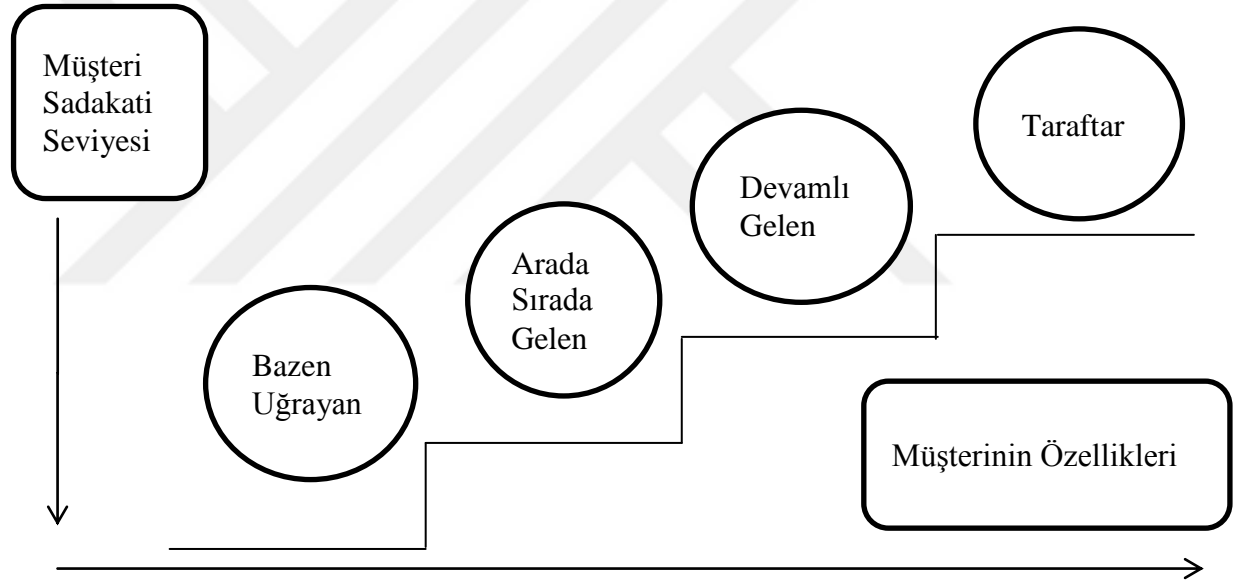 Müşteri
Sadakati
Seviyesi
Taraftar
Devamlı
Gelen
Arada
Sırada
Gelen
Bazen
Uğrayan
Müşterinin Özellikleri